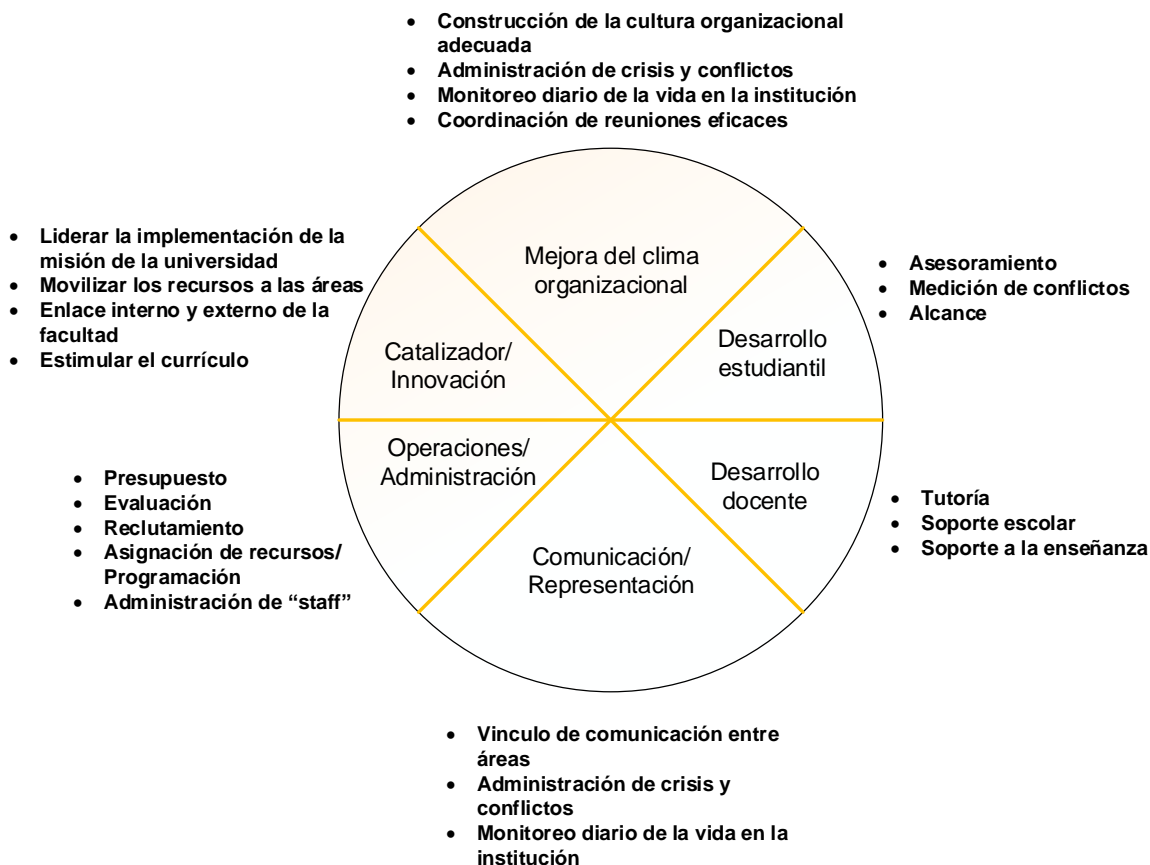 • Construcción de la cultura organizacional
adecuada
• Administración de crisis y conflictos
• Monitoreo diario de la vida en la institución
• Coordinación de reuniones eficaces
• Liderar la implementación de la
misión de la universidad
• Movilizar los recursos a las áreas
• Enlace interno y externo de la
facultad
• Estimular el currículo
Mejora del clima
organizacional
• Asesoramiento
• Medición de conflictos
• Alcance
Catalizador/
Innovación
Desarrollo
estudiantil
Operaciones/
Administración
Desarrollo
docente
• Presupuesto
• Evaluación
• Reclutamiento
• Asignación de recursos/
Programación
• Administración de “staff”
Comunicación/
Representación
• Tutoría
• Soporte escolar
• Soporte a la enseñanza
• Vinculo de comunicación entre
áreas
• Administración de crisis y
conflictos
• Monitoreo diario de la vida en la
institución